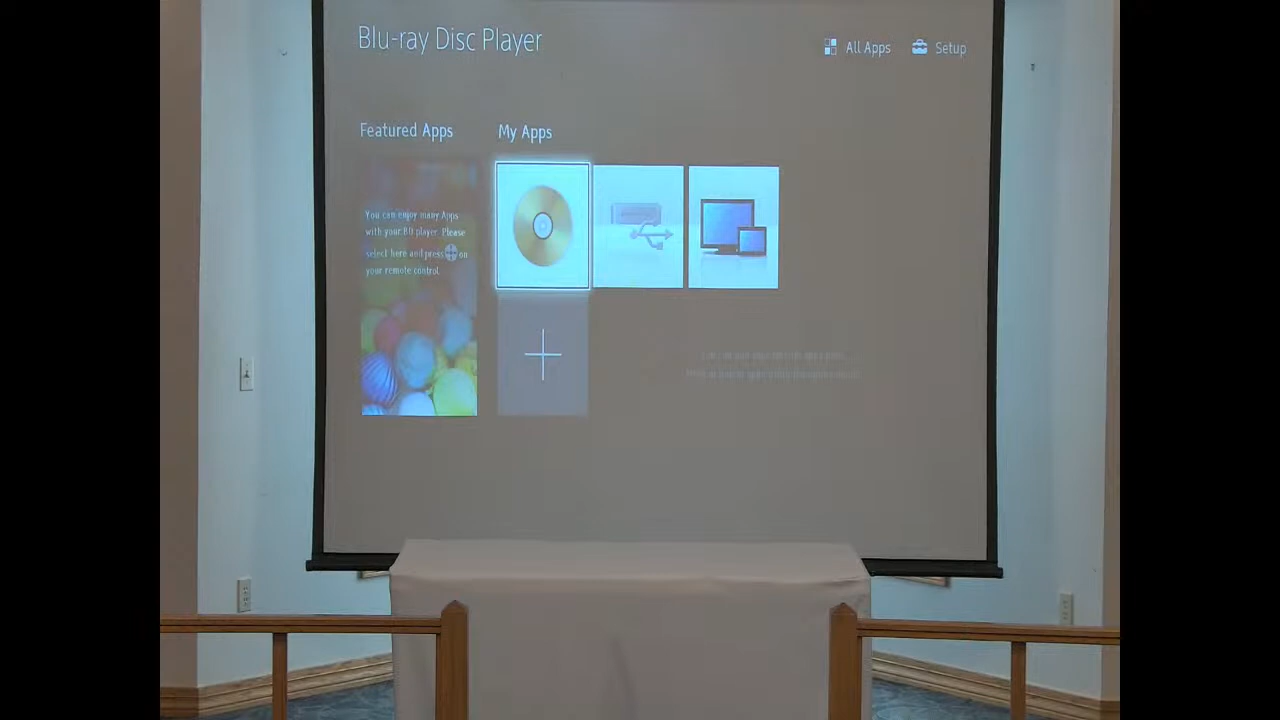 Blu-ray Disc Player
All Apps
Setup
Featured Apps
My Apps
You can enjoy many Apps
with your BD player. Please
select here and press on
your remote control.